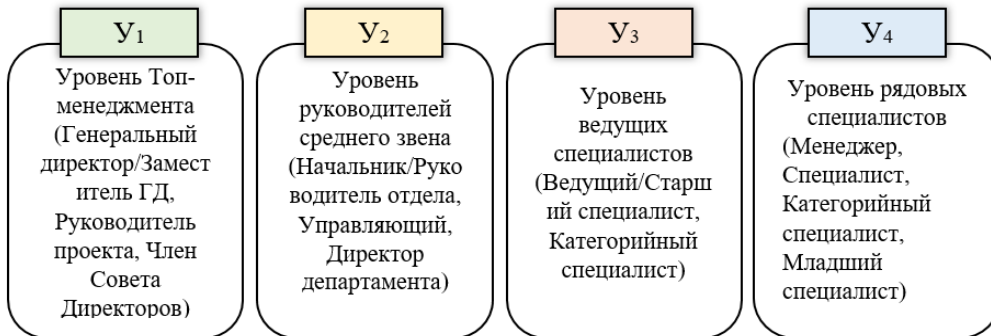 У1
Уровень Топ-
менеджмента
(Генеральный
директор/Замест
итель ГД,
Руководитель
проекта, Член
Совета
Директоров)
У2
Уровень
руководителей
среднего звена
(Начальник/Руко
водитель отдела,
Управляющий,
Директор
департамента)
У3
Уровень
ведущих
специалистов
(Ведущий/Старш
ий специалист,
Категорийный
специалист)
У4
Уровень рядовых
специалистов
(Менеджер,
Специалист,
Категорийный
специалист,
Младший
специалист)